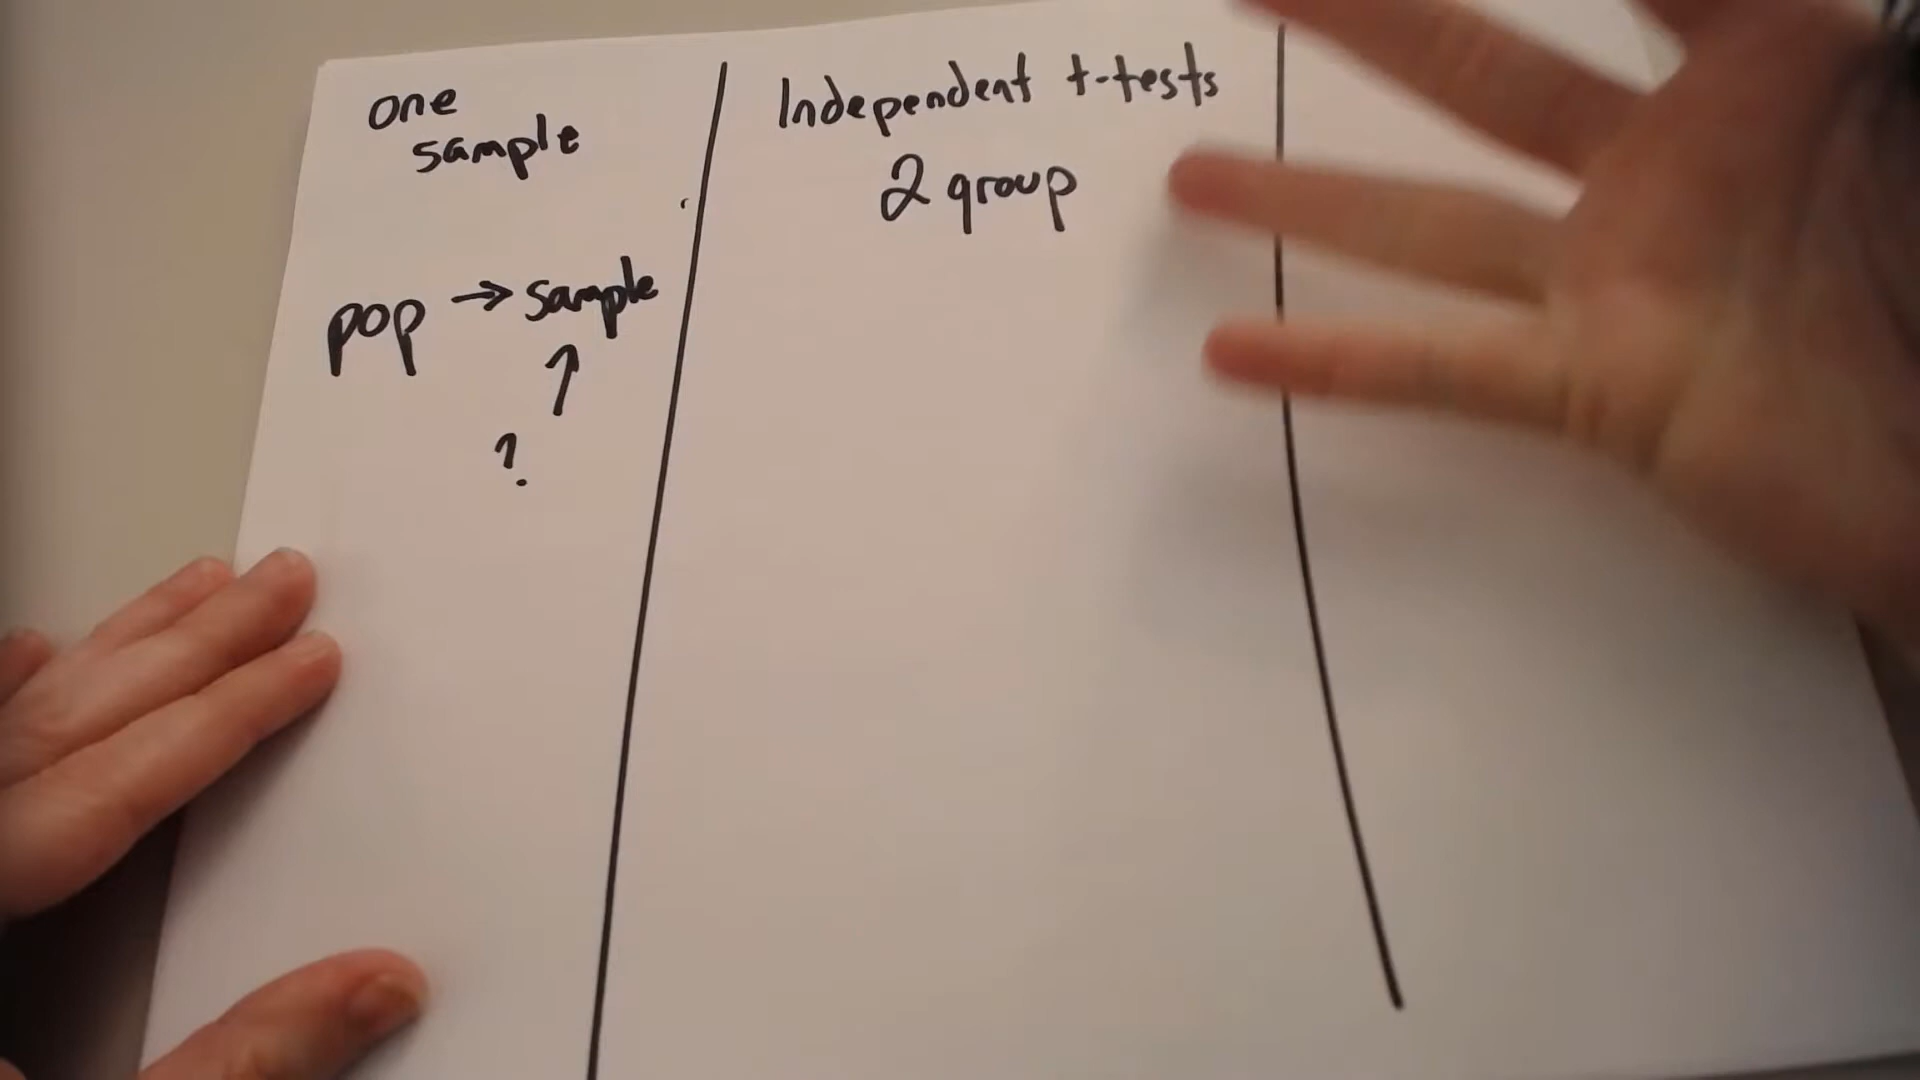 one
sample
pop → sample
↑
?
Independent t-tests
2 group